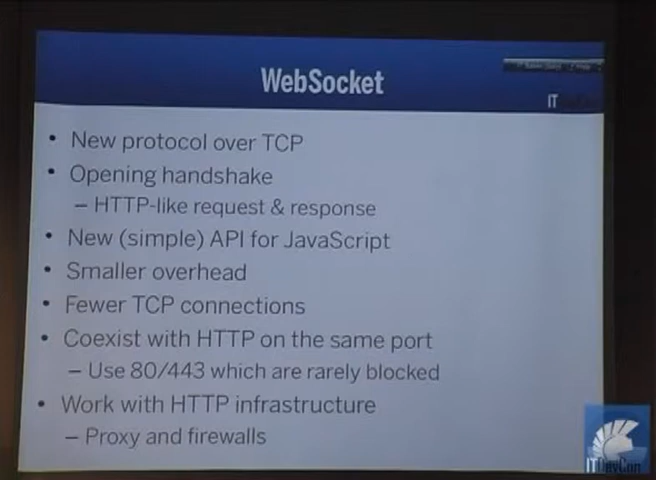 WebSocket
IT
• New protocol over TCP
• Opening handshake
– HTTP-like request & response
• New (simple) API for JavaScript
• Smaller overhead
• Fewer TCP connections
• Coexist with HTTP on the same port
– Use 80/443 which are rarely blocked
• Work with HTTP infrastructure
– Proxy and firewalls
ITDevCon